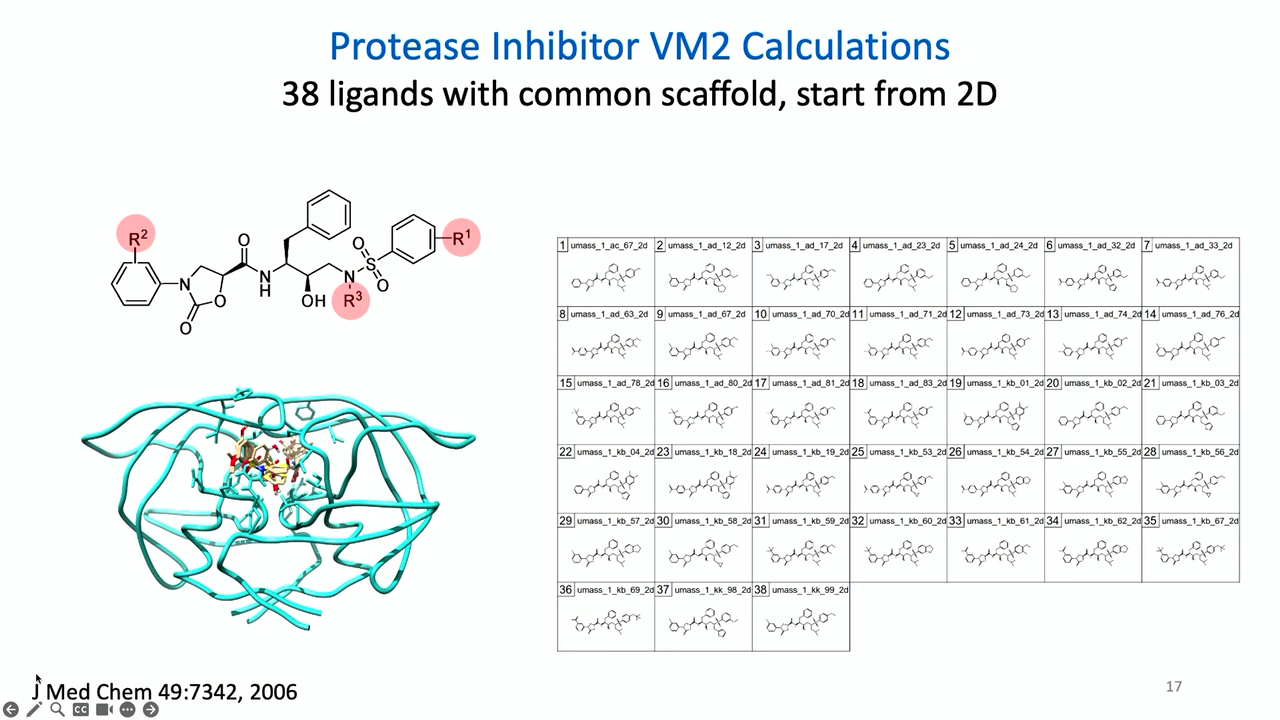 Protease Inhibitor VM2 Calculations
38 ligands with common scaffold, start from 2D
R²
O
N
H
N
O
O
OH
N
R³
O
S
O
R¹
1 umass_1_ac_67_2d
2 umass_1_ad_12_2d
3 umass_1_ad_17_2d
4 umass_1_ad_23_2d
5 umass_1_ad_24_2d
6 umass_1_ad_32_2d
7 umass_1_ad_33_2d
8 umass_1_ad_63_2d
9 umass_1_ad_67_2d
10 umass_1_ad_70_2d
11 umass_1_ad_71_2d
12 umass_1_ad_73_2d
13 umass_1_ad_74_2d
14 umass_1_ad_76_2d
15 umass_1_ad_78_2d
16 umass_1_ad_80_2d
17 umass_1_ad_81_2d
18 umass_1_ad_83_2d
19 umass_1_kb_01_2d
20 umass_1_kb_02_2d
21 umass_1_kb_03_2d
22 umass_1_kb_04_2d
23 umass_1_kb_18_2d
24 umass_1_kb_19_2d
25 umass_1_kb_53_2d
26 umass_1_kb_54_2d
27 umass_1_kb_55_2d
28 umass_1_kb_56_2d
29 umass_1_kb_57_2d
30 umass_1_kb_58_2d
31 umass_1_kb_59_2d
32 umass_1_kb_60_2d
33 umass_1_kb_61_2d
34 umass_1_kb_62_2d
35 umass_1_kb_67_2d
36 umass_1_kb_69_2d
37 umass_1_kk_98_2d
38 umass_1_kk_99_2d
J Med Chem 49:7342, 2006
17
CC